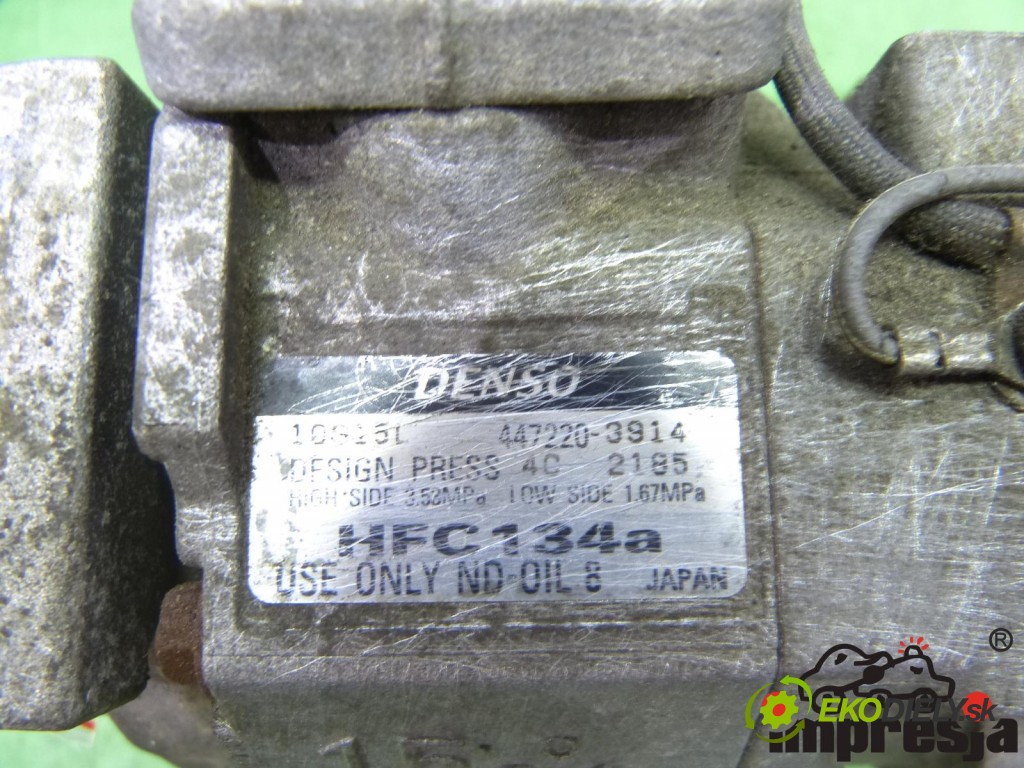 DENSO
10S15L 447220-3914
DESIGN PRESS 4C 2185
HIGH SIDE 3.53MPa LOW SIDE 1.67MPa
HFC134a
USE ONLY ND-OIL 8 JAPAN
®
EKODIELY.sk
impresja